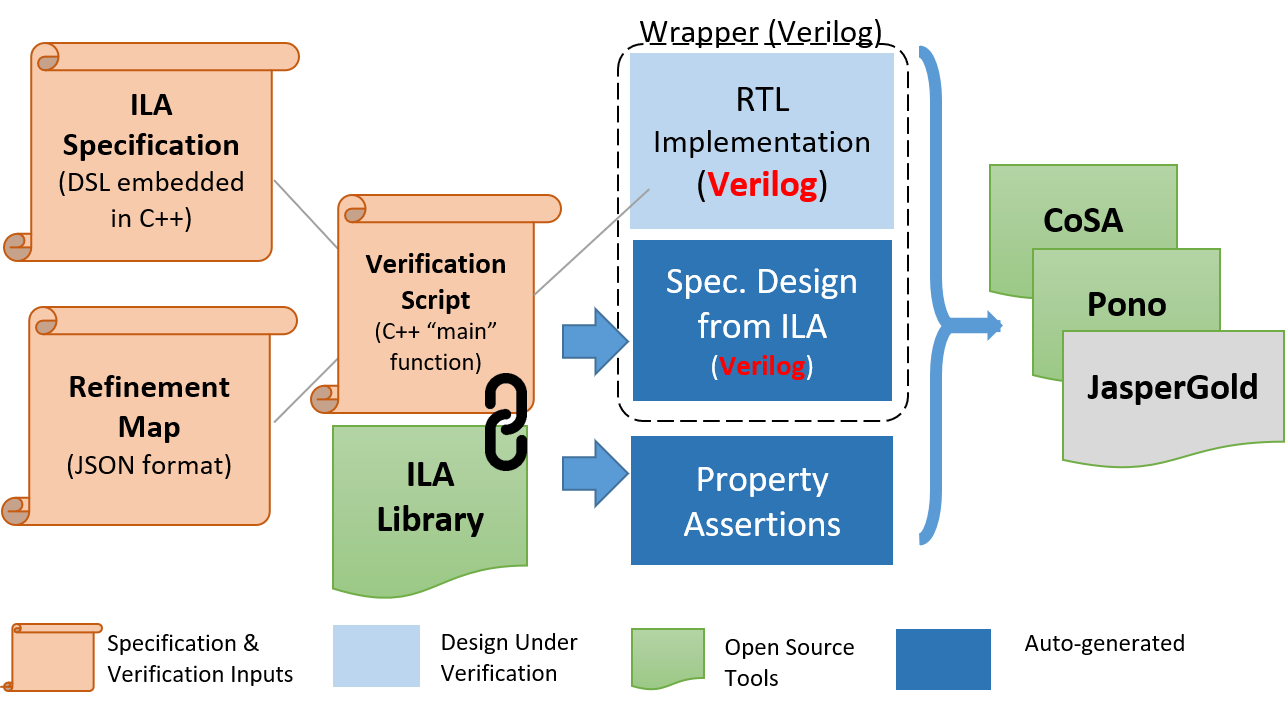 Wrapper (Verilog)
ILA
Specification
(DSL embedded
in C++)
RTL
Implementation
(Verilog)
Verification
Script
(C++ “main”
function)
Spec. Design
from ILA
(Verilog)
CoSA
Pono
JasperGold
Refinement
Map
(JSON format)
ILA
Library
Property
Assertions
Specification &
Verification Inputs
Design Under
Verification
Open Source
Tools
Auto-generated